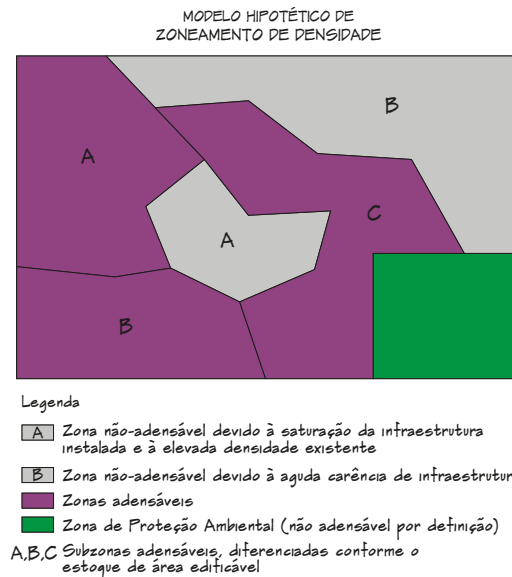 MODELO HIPOTÉTICO DE
ZONEAMENTO DE DENSIDADE
B
A
C
A
B
Legenda
A Zona não-adensável devido à saturação da infraestrutura
instalada e à elevada densidade existente
B Zona não-adensável devido à aguda carência de infraestrutur
Zonas adensáveis
Zona de Proteção Ambiental (não adensável por definição)
A,B,C Subzonas adensáveis, diferenciadas conforme o
estoque de área edificável